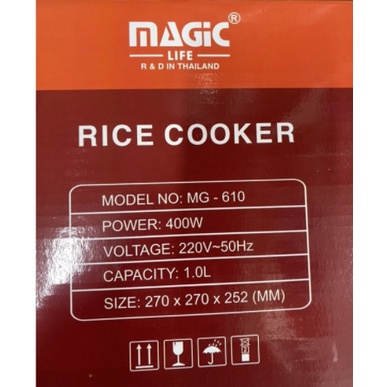 MAGIC®
LIFE
R & D IN THAILAND
RICE COOKER
MODEL NO: MG - 610
POWER: 400W
VOLTAGE: 220V~50Hz
CAPACITY: 1.0L
SIZE: 270 x 270 x 252 (MM)